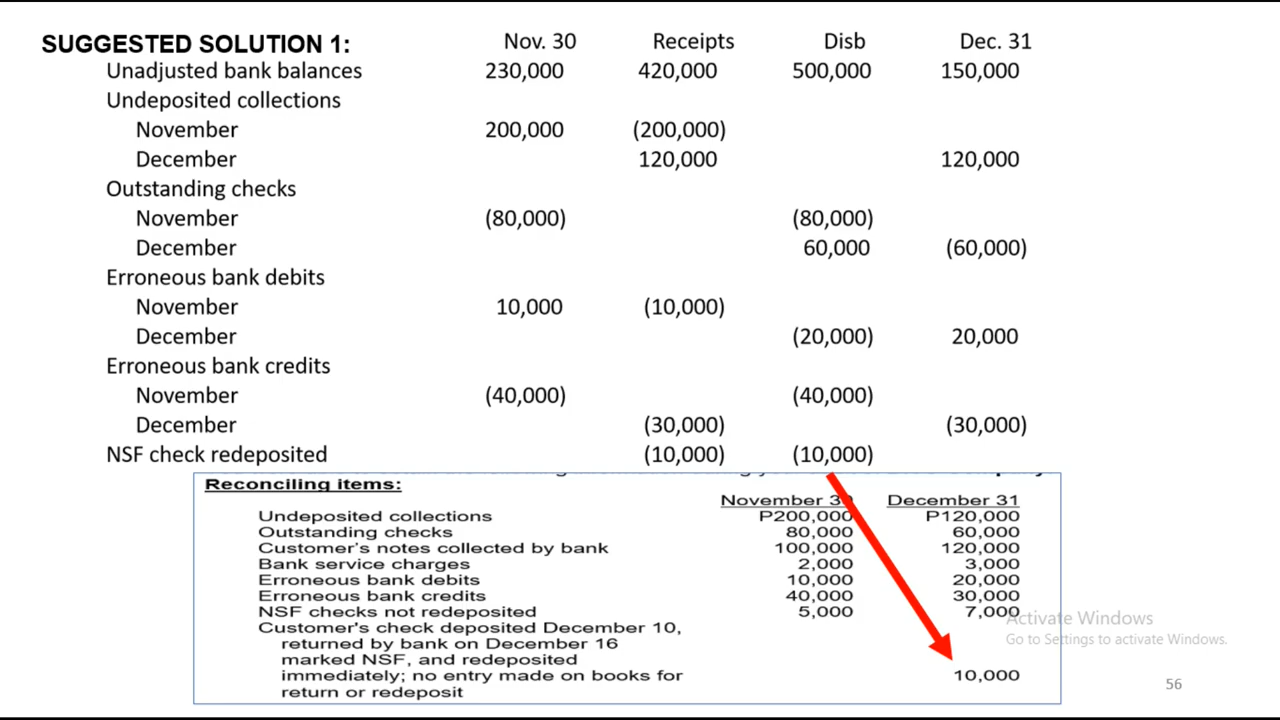 SUGGESTED SOLUTION 1: Nov. 30 Receipts Disb Dec. 31
Unadjusted bank balances 230,000 420,000 500,000 150,000
Undeposited collections
November 200,000 (200,000)
December 120,000 120,000
Outstanding checks
November (80,000) (80,000)
December 60,000 (60,000)
Erroneous bank debits
November 10,000 (10,000)
December (20,000) 20,000
Erroneous bank credits
November (40,000) (40,000)
December (30,000) (30,000)
NSF check redeposited (10,000) (10,000)
Reconciling items:
November 30 December 31
Undeposited collections P200,000 P120,000
Outstanding checks 80,000 60,000
Customer's notes collected by bank 100,000 120,000
Bank service charges 2,000 3,000
Erroneous bank debits 10,000 20,000
Erroneous bank credits 40,000 30,000
NSF checks not redeposited 5,000 7,000
Customer's check deposited December 10,
returned by bank on December 16
marked NSF, and redeposited
immediately; no entry made on books for 10,000
return or redeposit
Activate Windows
Go to Settings to activate Windows.
56